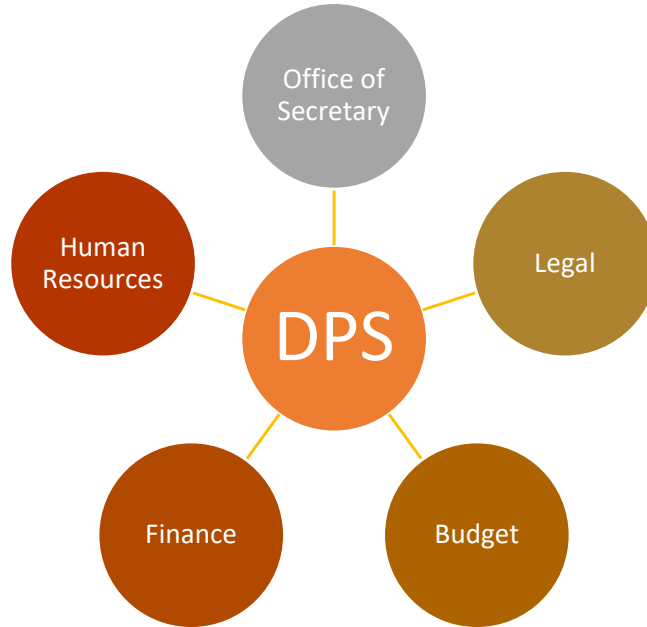 Office of
Secretary
Human
Resources
Legal
DPS
Finance
Budget